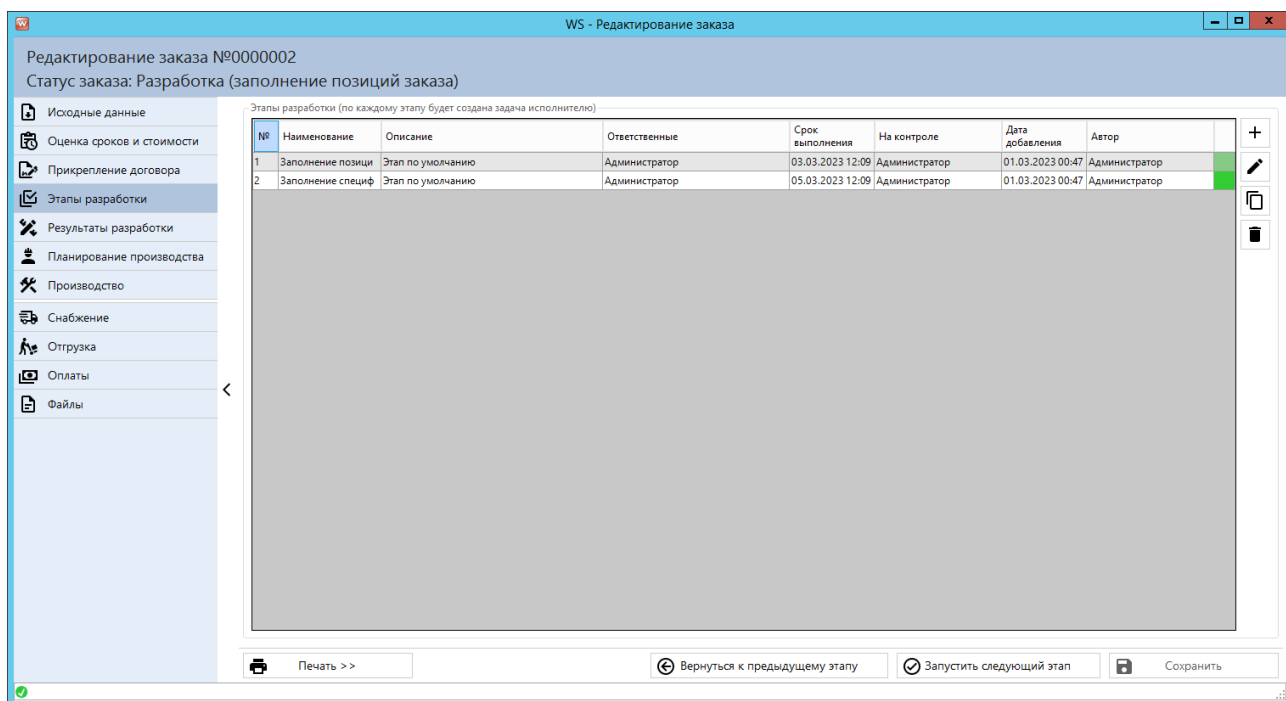 WS - Редактирование заказа
Редактирование заказа №0000002
Статус заказа: Разработка (заполнение позиций заказа)
Исходные данные
Оценка сроков и стоимости
Прикрепление договора
Этапы разработки
Результаты разработки
Планирование производства
Производство
Снабжение
Отгрузка
Оплаты
Файлы
Этапы разработки (по каждому этапу будет создана задача исполнителю)
№ Наименование Описание Ответственные Срок выполнения На контроле Дата добавления Автор
1 Заполнение позици Этап по умолчанию Администратор 03.03.2023 12:09 Администратор 01.03.2023 00:47 Администратор
2 Заполнение специф Этап по умолчанию Администратор 05.03.2023 12:09 Администратор 01.03.2023 00:47 Администратор
Печать >> Вернуться к предыдущему этапу Запустить следующий этап Сохранить